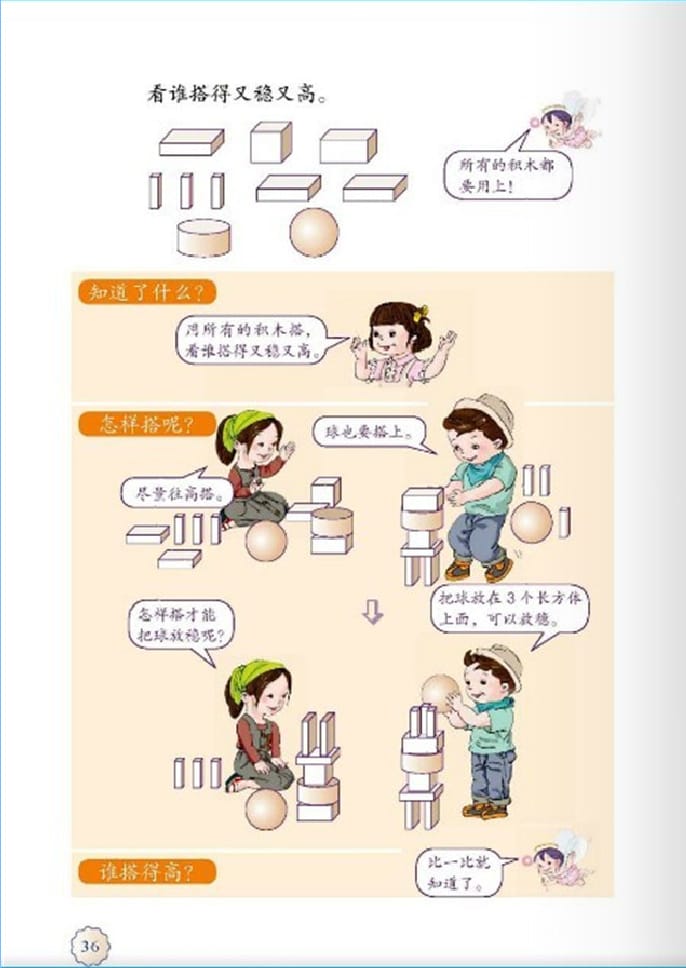 看谁搭得又稳又高。
所有的积木都
要用上！
知道了什么？
用所有的积木搭，
看谁搭得又稳又高。
怎样搭呢？
球也要搭上。
尽量往高搭。
把球放在3个长方体
上面，可以放稳。
怎样搭才能
把球放稳呢？
谁搭得高？
比一比就
知道了。
36